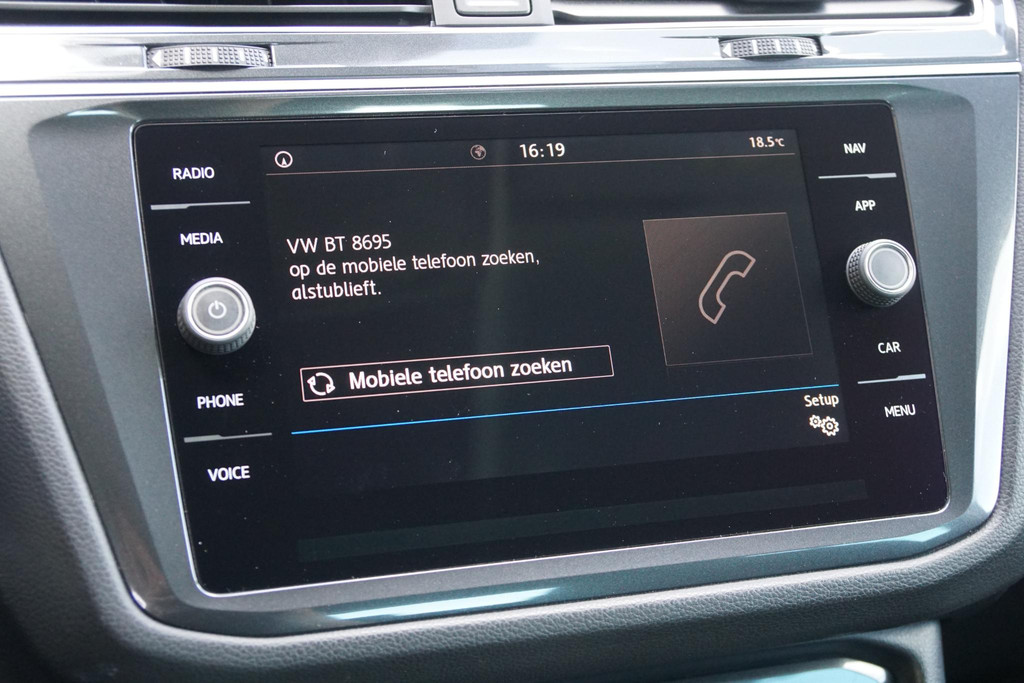 16:19
18.5°C
RADIO
MEDIA
PHONE
VOICE
VW BT 8695
op de mobiele telefoon zoeken,
alstublieft.
Mobiele telefoon zoeken
Setup
NAV
APP
CAR
MENU